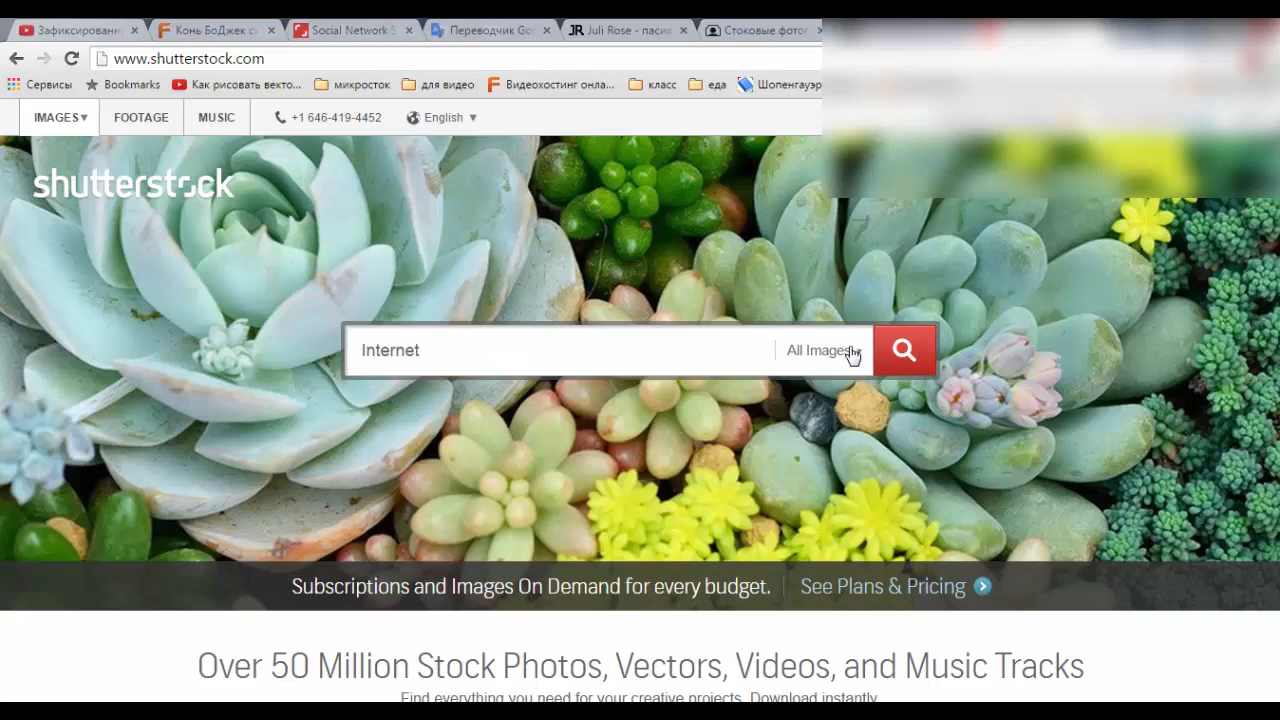 Зафиксированн Конь БоДжек с Social Network S Переводчик Goo Juli Rose - пасив Стоковые фотог
www.shutterstock.com
Сервисы Bookmarks Как рисовать векто... микросток для видео Видеохостинг онла... класс еда Шопенгауэр
IMAGES FOOTAGE MUSIC +1 646-419-4452 English
shutterstock
Internet All Images
Subscriptions and Images On Demand for every budget. See Plans & Pricing
Over 50 Million Stock Photos, Vectors, Videos, and Music Tracks
Find everything you need for your creative projects. Download instantly.